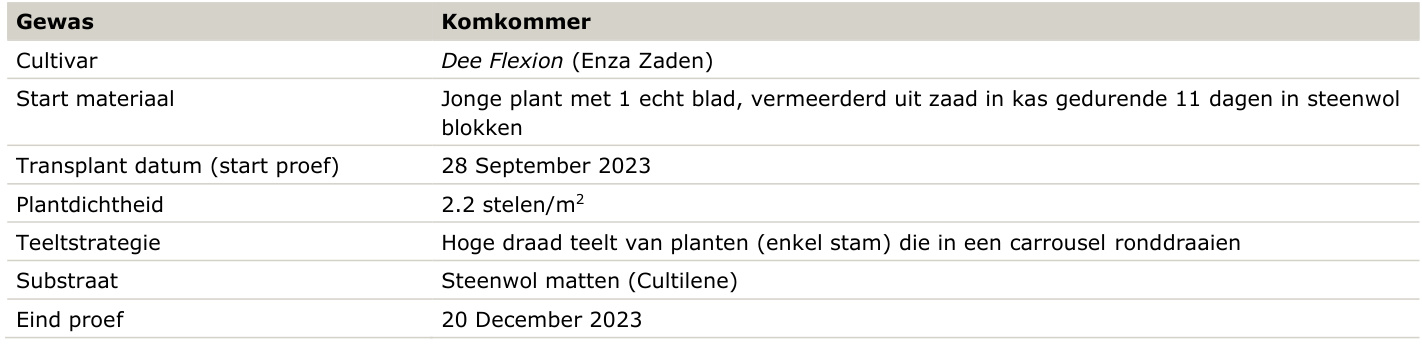 Gewas Komkommer
Cultivar Dee Flexion (Enza Zaden)
Start materiaal Jonge plant met 1 echt blad, vermeerderd uit zaad in kas gedurende 11 dagen in steenwol
blokken
Transplant datum (start proef) 28 September 2023
Plantdichtheid 2.2 stelen/m²
Teeltstrategie Hoge draad teelt van planten (enkel stam) die in een carrousel ronddraaien
Substraat Steenwol matten (Cultilene)
Eind proef 20 December 2023